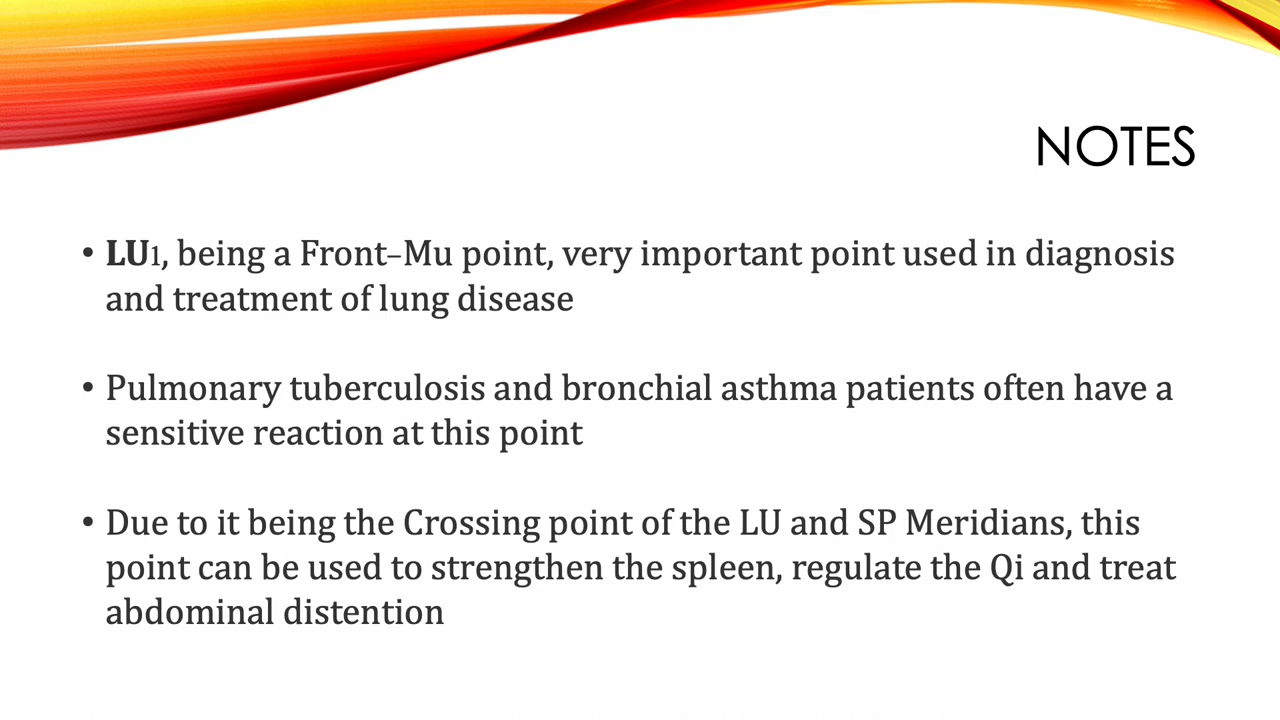 NOTES
• LU1, being a Front–Mu point, very important point used in diagnosis
and treatment of lung disease
• Pulmonary tuberculosis and bronchial asthma patients often have a
sensitive reaction at this point
• Due to it being the Crossing point of the LU and SP Meridians, this
point can be used to strengthen the spleen, regulate the Qi and treat
abdominal distention